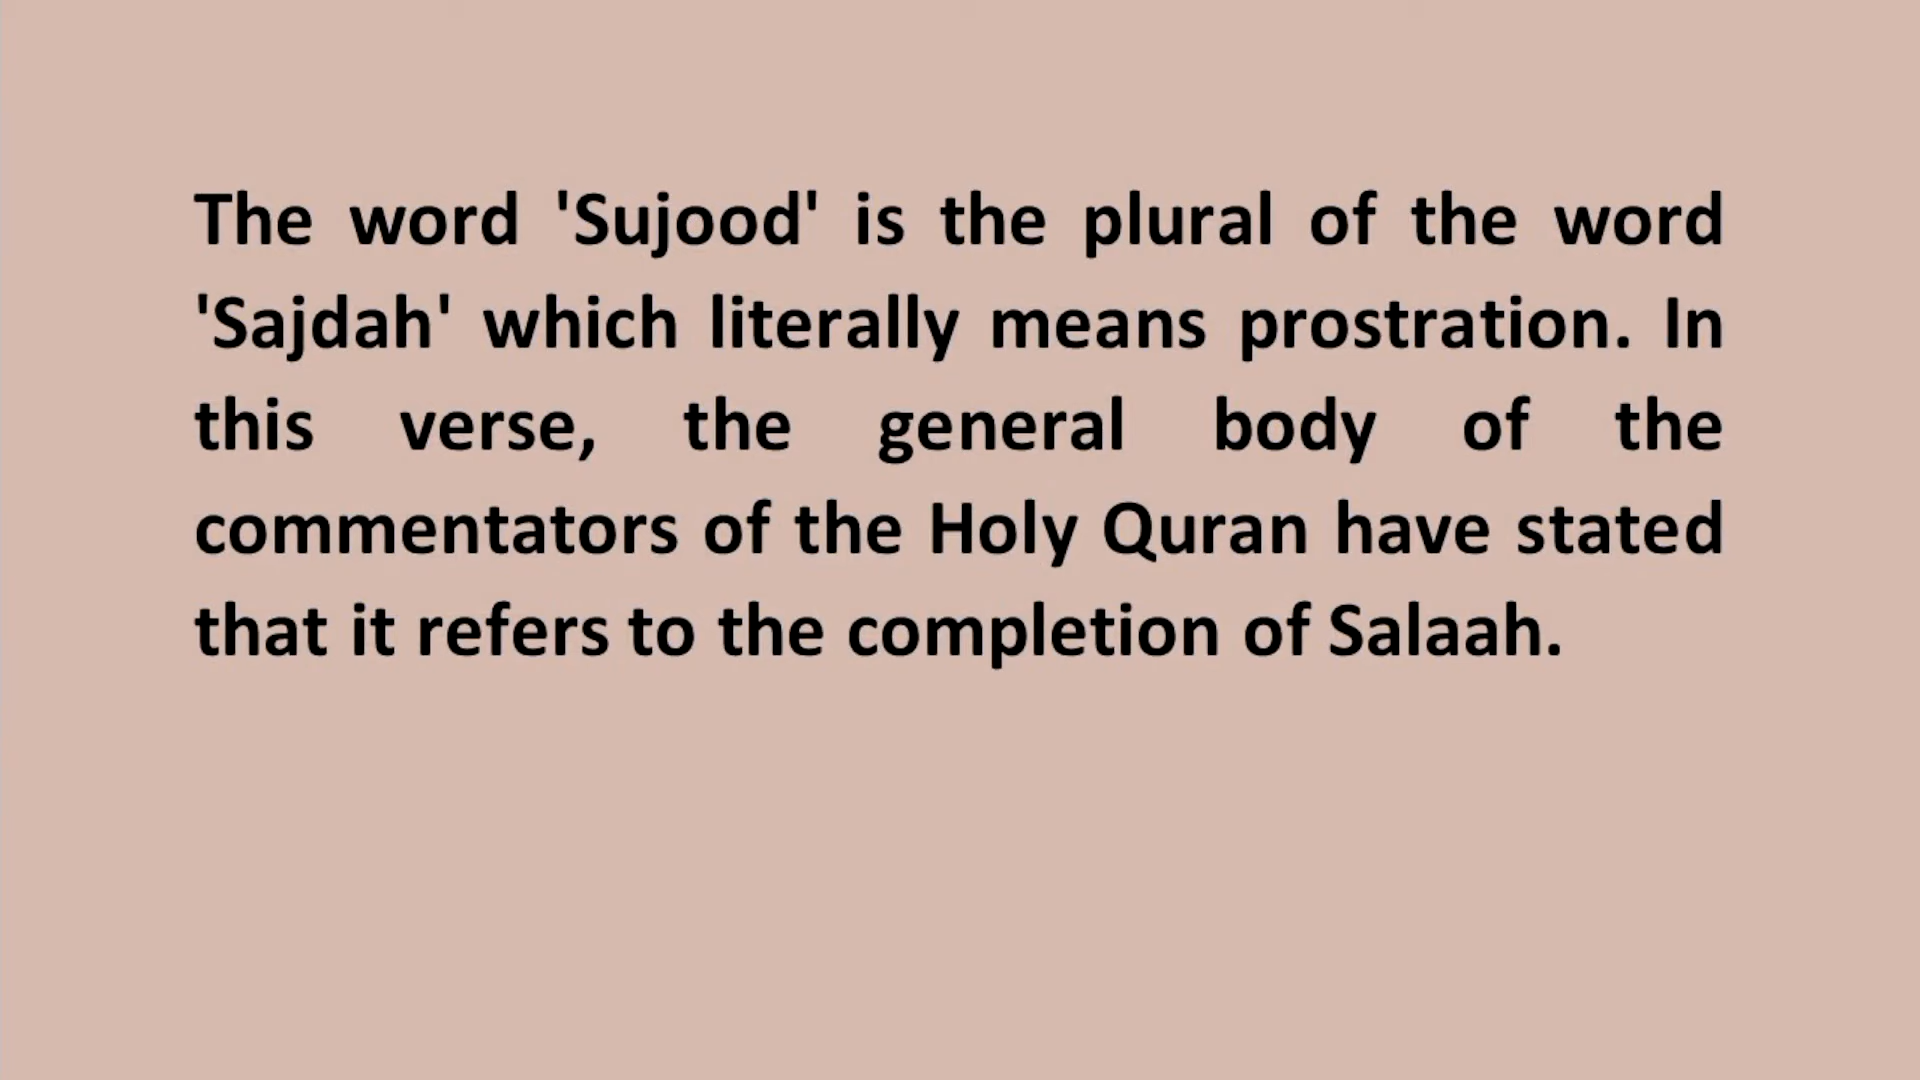 The word 'Sujood' is the plural of the word
'Sajdah' which literally means prostration. In
this verse, the general body of the
commentators of the Holy Quran have stated
that it refers to the completion of Salaah.